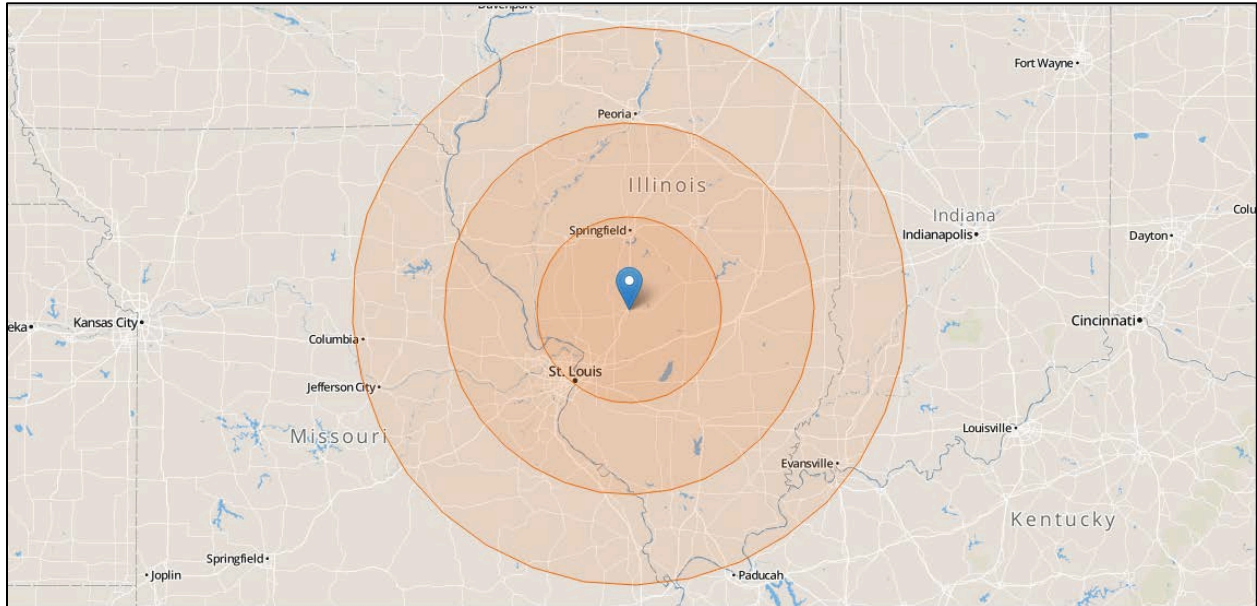 Davenport
Fort Wayne
Peoria
Illinois
Springfield
Indiana
Indianapolis
Dayton
Kansas City
Cincinnati
Columbia
St. Louis
Jefferson City
Missouri
Louisville
Evansville
Kentucky
Springfield
Joplin
Paducah